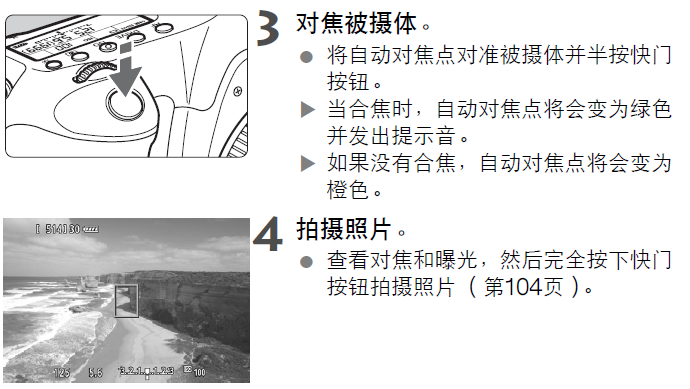 3 对焦被摄体。
● 将自动对焦点对准被摄体并半按快门
按钮。
▶ 当合焦时，自动对焦点将会变为绿色
并发出提示音。
▶ 如果没有合焦，自动对焦点将会变为
橙色。
[ 514] 30
4 拍摄照片。
● 查看对焦和曝光，然后完全按下快门
按钮拍摄照片（第104页）。
125 5.6 3..2..1..▼..1..2..3 100